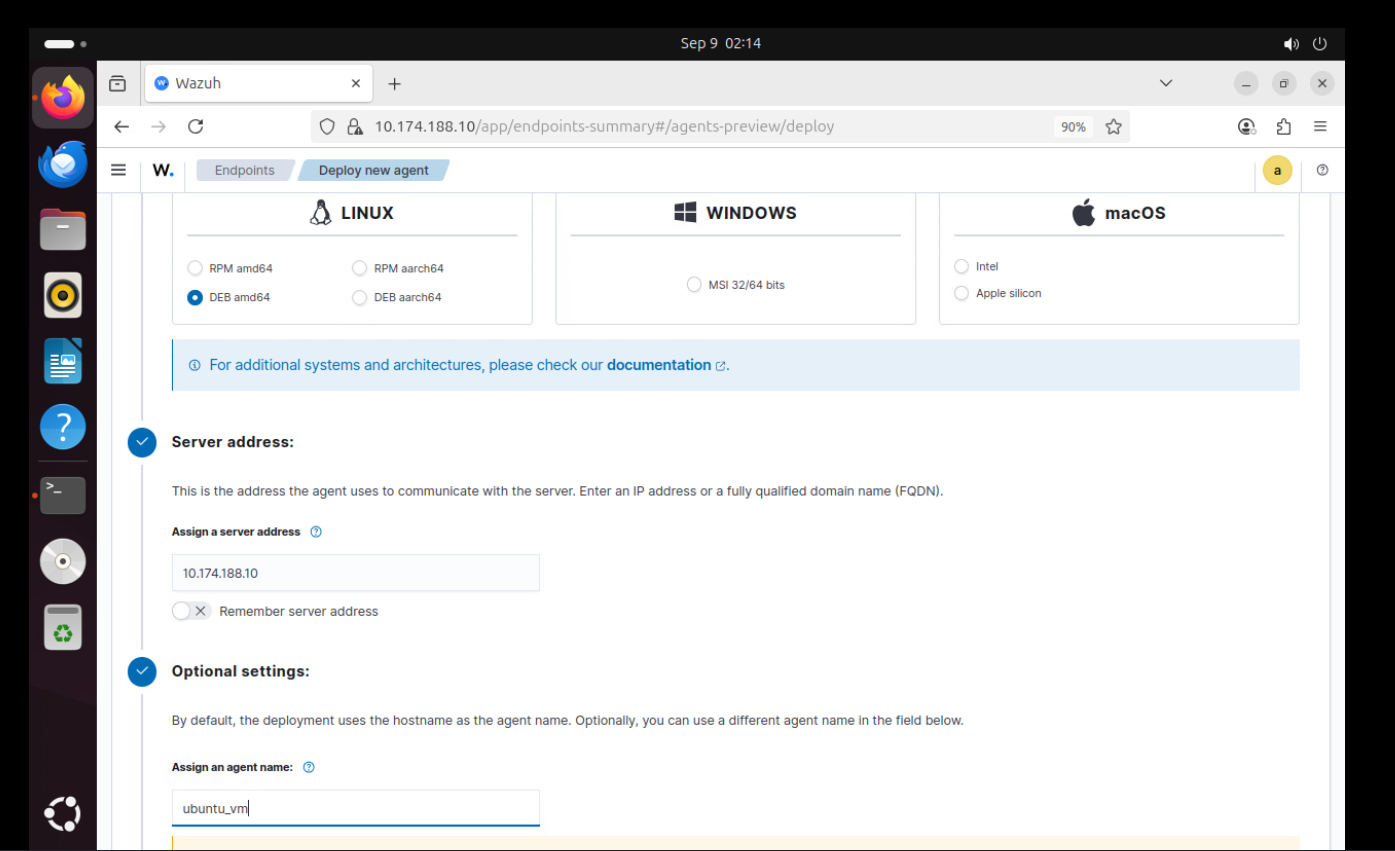 Sep 9 02:14
Wazuh
10.174.188.10/app/endpoints-summary#/agents-preview/deploy 90%
W. Endpoints Deploy new agent a
LINUX WINDOWS macOS
RPM amd64 RPM aarch64 Intel
MSI 32/64 bits
DEB amd64 DEB aarch64 Apple silicon
For additional systems and architectures, please check our documentation.
Server address:
This is the address the agent uses to communicate with the server. Enter an IP address or a fully qualified domain name (FQDN).
Assign a server address
10.174.188.10
Remember server address
Optional settings:
By default, the deployment uses the hostname as the agent name. Optionally, you can use a different agent name in the field below.
Assign an agent name:
ubuntu_vm